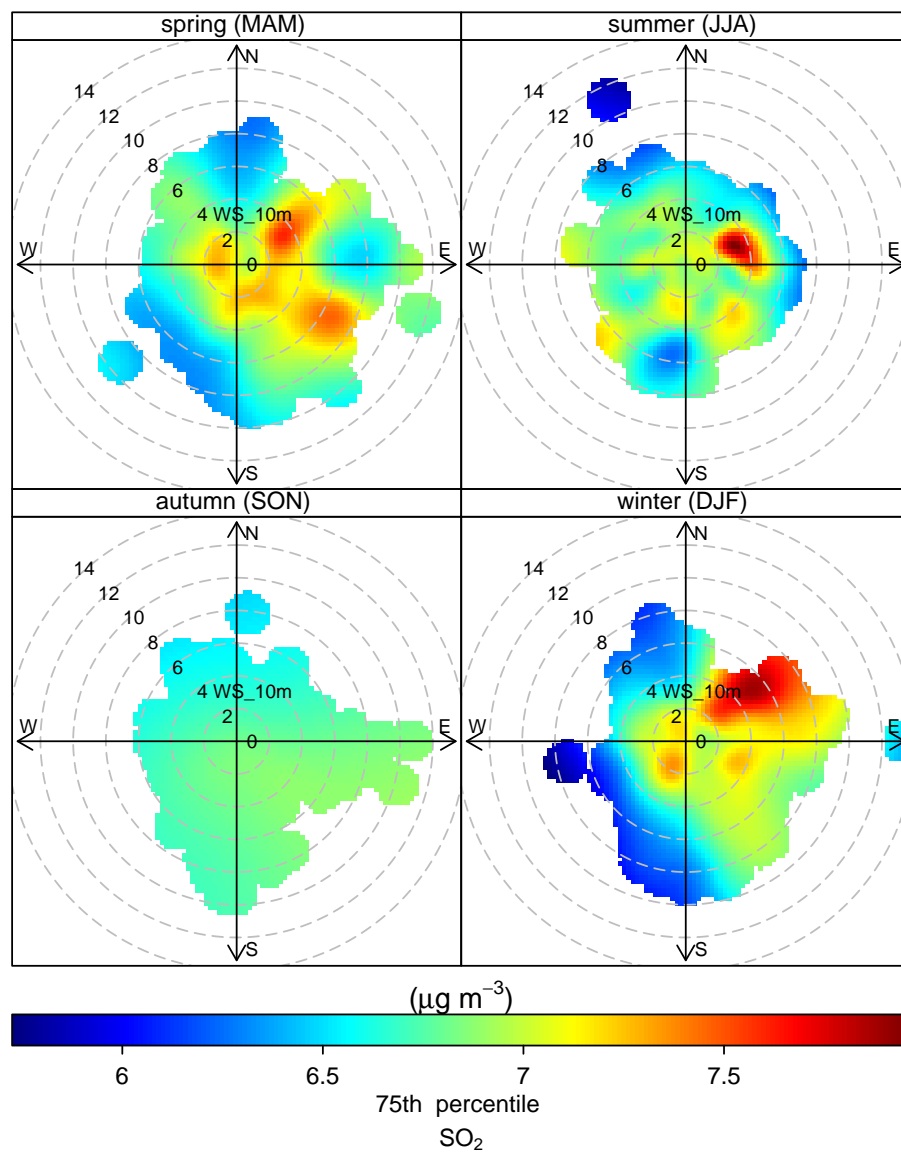 spring (MAM)
summer (JJA)
N
14
12
10
8
6
4 WS_10m
2
W
0
E
S
N
14
12
10
8
6
4 WS_10m
2
W
0
E
S
autumn (SON)
winter (DJF)
N
14
12
10
8
6
4 WS_10m
2
W
0
E
S
N
14
12
10
8
6
4 WS_10m
2
W
0
E
S
(μg m⁻³)
6 6.5 7 7.5
75th percentile
SO₂